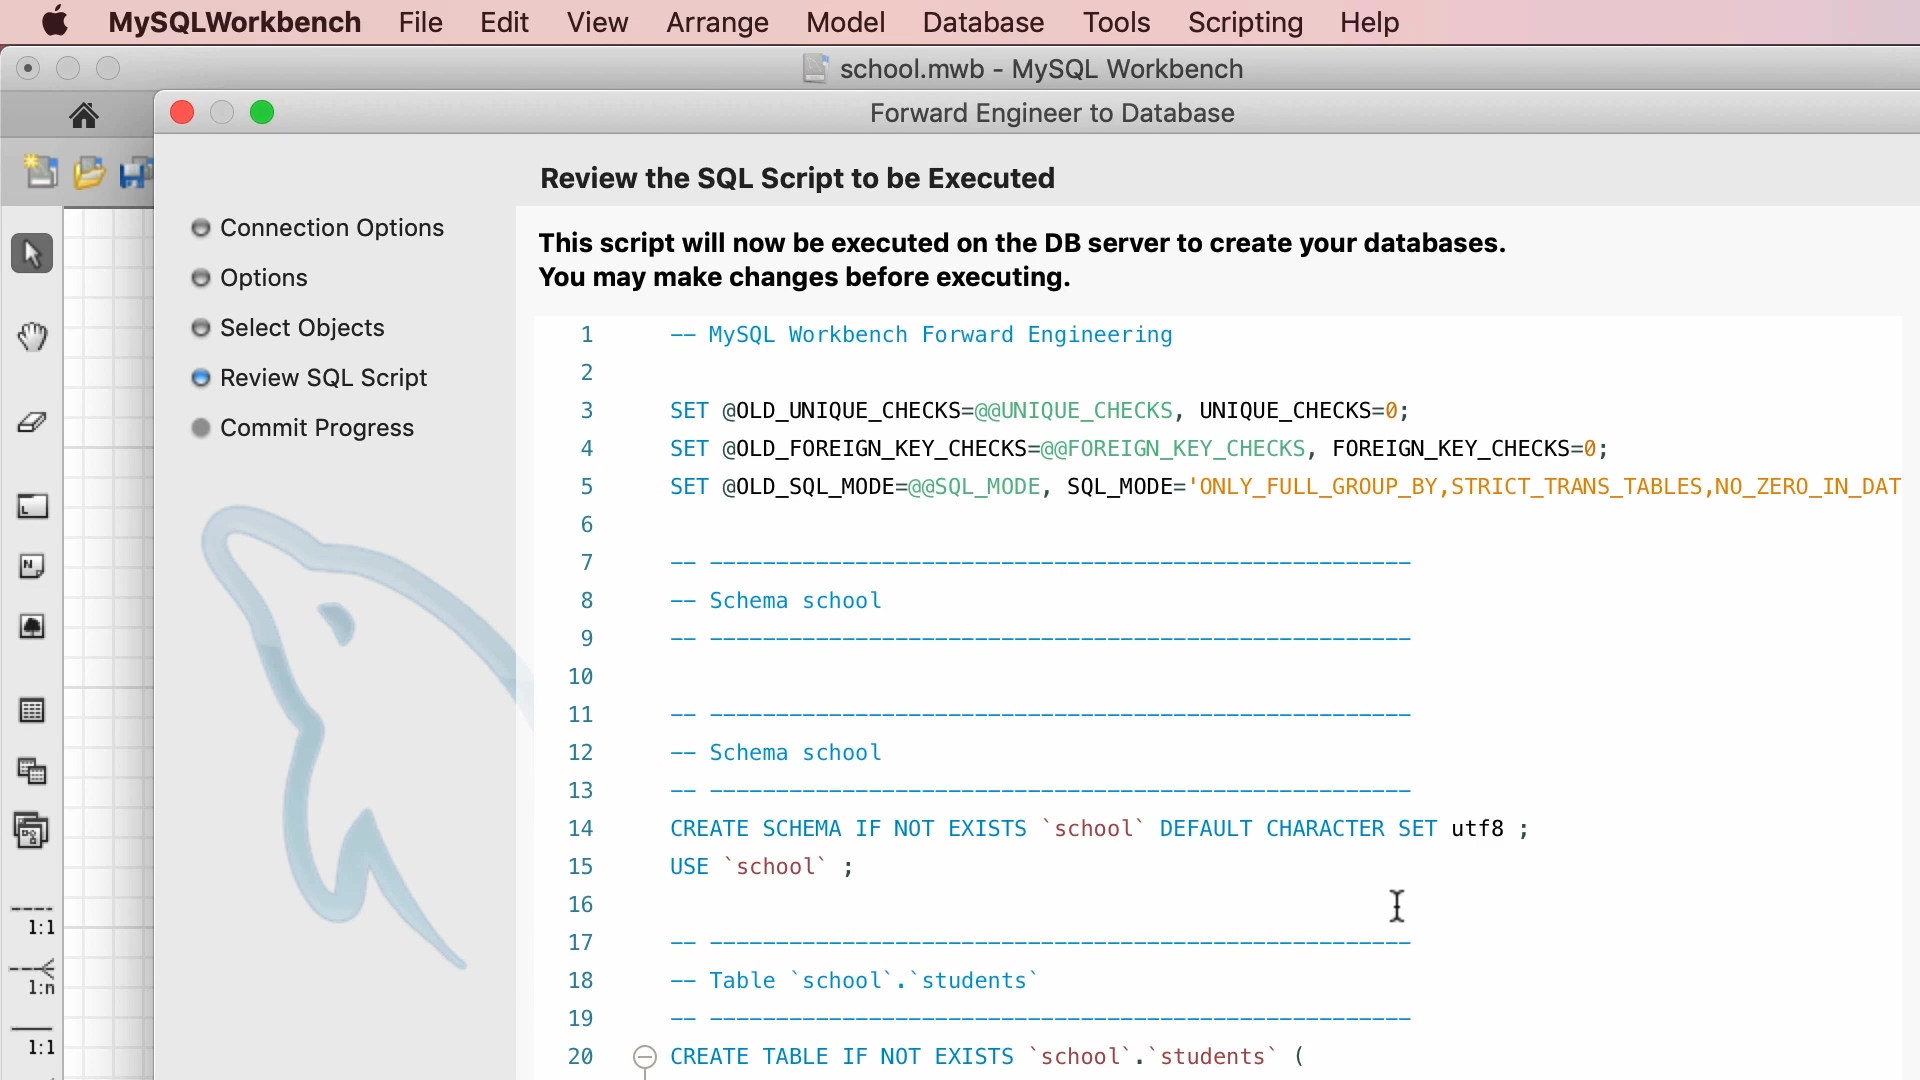 MySQLWorkbench File Edit View Arrange Model Database Tools Scripting Help
school.mwb - MySQL Workbench
Forward Engineer to Database
Review the SQL Script to be Executed
Connection Options
Options
Select Objects
Review SQL Script
Commit Progress
This script will now be executed on the DB server to create your databases.
You may make changes before executing.
1 -- MySQL Workbench Forward Engineering
2
3 SET @OLD_UNIQUE_CHECKS=@@UNIQUE_CHECKS, UNIQUE_CHECKS=0;
4 SET @OLD_FOREIGN_KEY_CHECKS=@@FOREIGN_KEY_CHECKS, FOREIGN_KEY_CHECKS=0;
5 SET @OLD_SQL_MODE=@@SQL_MODE, SQL_MODE='ONLY_FULL_GROUP_BY,STRICT_TRANS_TABLES,NO_ZERO_IN_DAT
6
7 -- -----------------------------------------------------
8 -- Schema school
9 -- -----------------------------------------------------
10
11 -- -----------------------------------------------------
12 -- Schema school
13 -- -----------------------------------------------------
14 CREATE SCHEMA IF NOT EXISTS `school` DEFAULT CHARACTER SET utf8 ;
15 USE `school` ;
16
17 -- -----------------------------------------------------
18 -- Table `school`.`students`
19 -- -----------------------------------------------------
20 CREATE TABLE IF NOT EXISTS `school`.`students` (
N
1:1
1:n
1:1